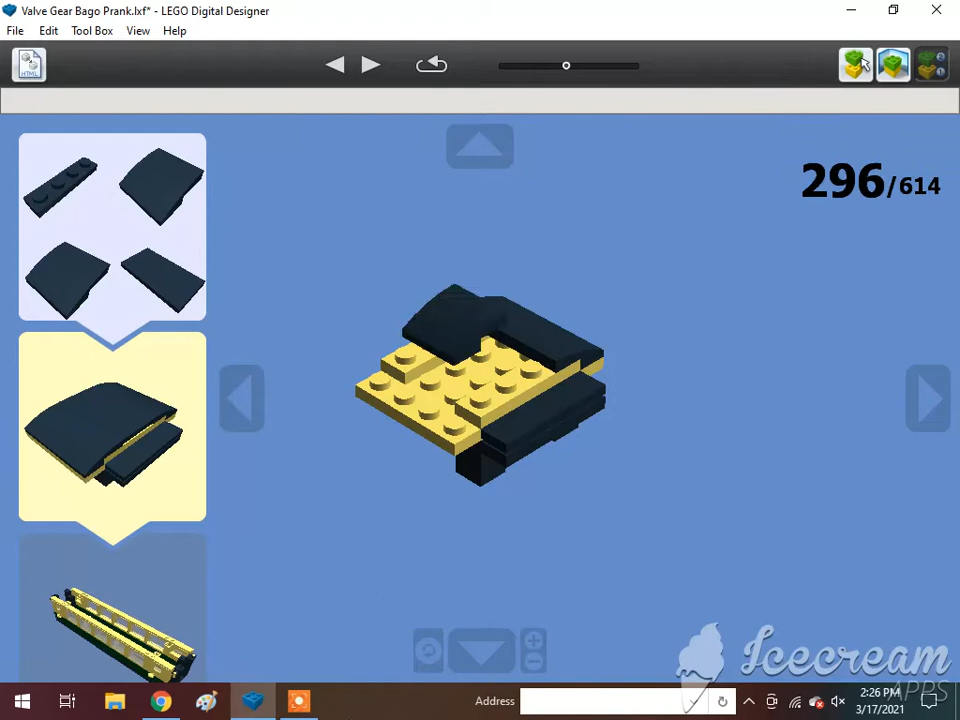 Valve Gear Bago Prank.lxf* - LEGO Digital Designer
File Edit Tool Box View Help
HTML
296/614
Icecream
APPS
Address
2:26 PM
3/17/2021